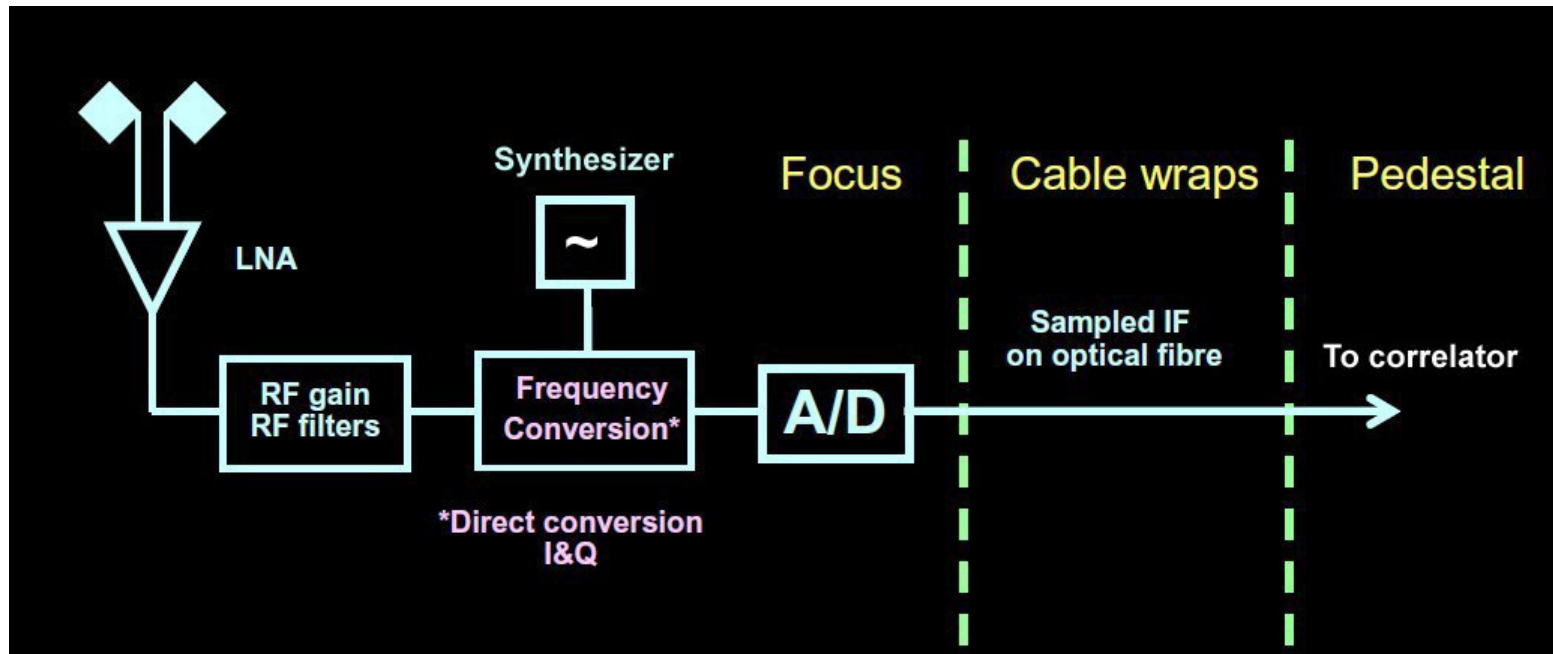 Synthesizer
Focus
Cable wraps
Pedestal
~
LNA
Sampled IF
on optical fibre
To correlator
RF gain
RF filters
Frequency
Conversion*
A/D
*Direct conversion
I&Q